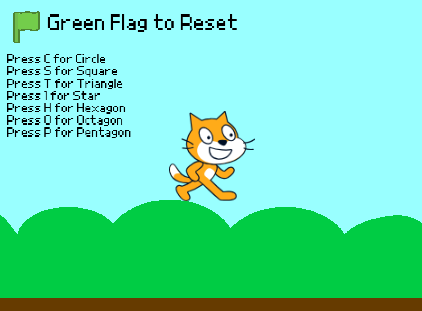 Green Flag to Reset
Press C for Circle
Press S for Square
Press T for Triangle
Press I for Star
Press H for Hexagon
Press O for Octagon
Press P for Pentagon